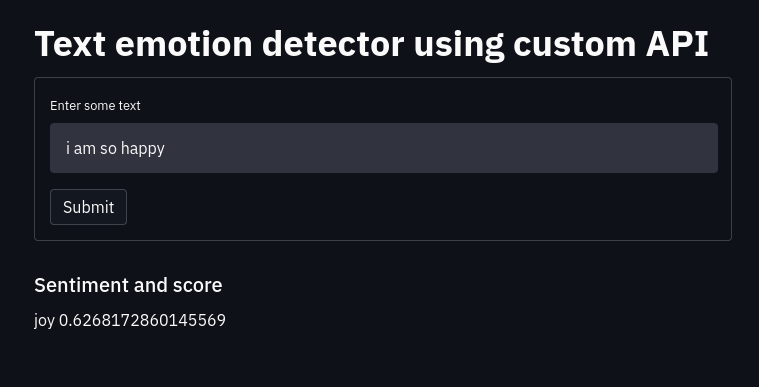 Text emotion detector using custom API
Enter some text
i am so happy
Submit
Sentiment and score
joy 0.6268172860145569